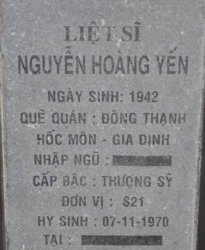 LIỆT SĨ
NGUYỄN HOÀNG YẾN
NGÀY SINH: 1942
QUÊ QUÁN : ĐÔNG THẠNH
HỐC MÔN - GIA ĐỊNH
NHẬP NGŨ :
CẤP BẬC : THƯỢNG SỸ
ĐƠN VỊ : S21
HY SINH : 07-11-1970
TẠI :